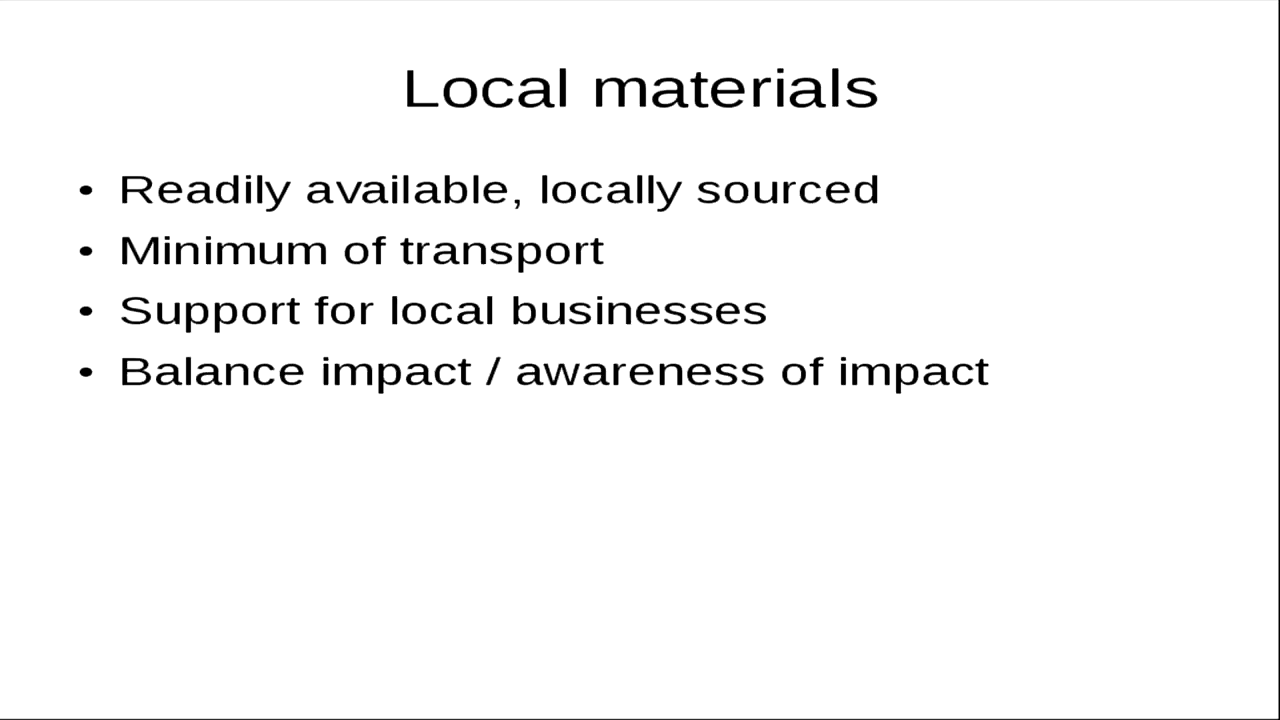 Local materials
• Readily available, locally sourced
• Minimum of transport
• Support for local businesses
• Balance impact / awareness of impact